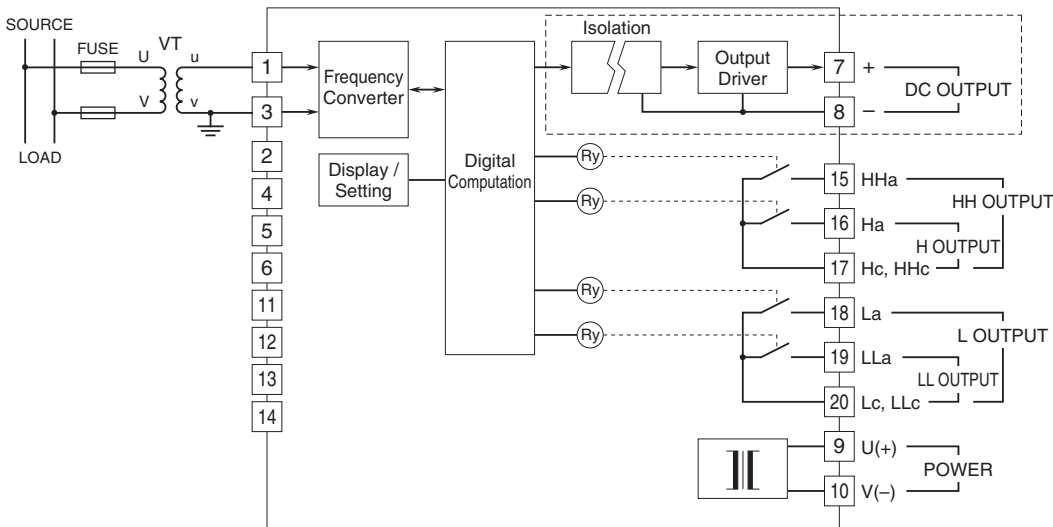 SOURCE
FUSE
VT
U
u
V
v
LOAD
1
3
2
4
5
6
11
12
13
14
Frequency
Converter
Display /
Setting
Digital
Computation
Isolation
Output
Driver
7
+
8
–
DC OUTPUT
Ry
Ry
Ry
Ry
15
HHa
16
Ha
17
Hc, HHc
HH OUTPUT
H OUTPUT
18
La
19
LLa
20
Lc, LLc
L OUTPUT
LL OUTPUT
9
U(+)
10
V(–)
POWER